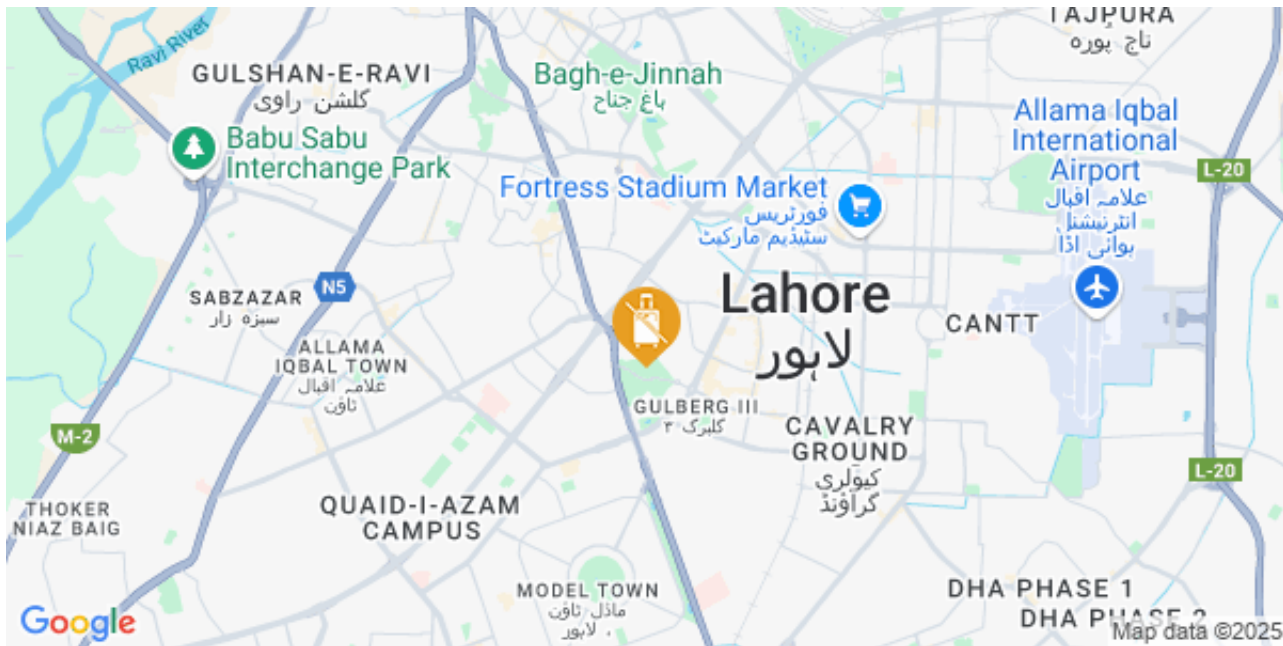 TAJPURA
تاج پورہ
Ravi River
GULSHAN-E-RAVI
گلشن راوی
Bagh-e-Jinnah
باغ جناح
Babu Sabu
Interchange Park
Allama Iqbal
International
Airport
علامہ اقبال
انٹرنیشنل
ہوائی اڈا
L-20
Fortress Stadium Market
فورٹریس
سٹیڈیم مارکیٹ
N5
SABZAZAR
سبزہ زار
Lahore
لاہور
CANTT
ALLAMA
IQBAL TOWN
علامہ اقبال
ٹاؤن
GULBERG III
گلبرگ ۳
CAVALRY
GROUND
کیولری
گراؤنڈ
M-2
L-20
THOKER
NIAZ BAIG
QUAID-I-AZAM
CAMPUS
MODEL TOWN
ماڈل ٹاؤن
، لاہور
DHA PHASE 1
DHA PHASE 2
Google
Map data ©2025